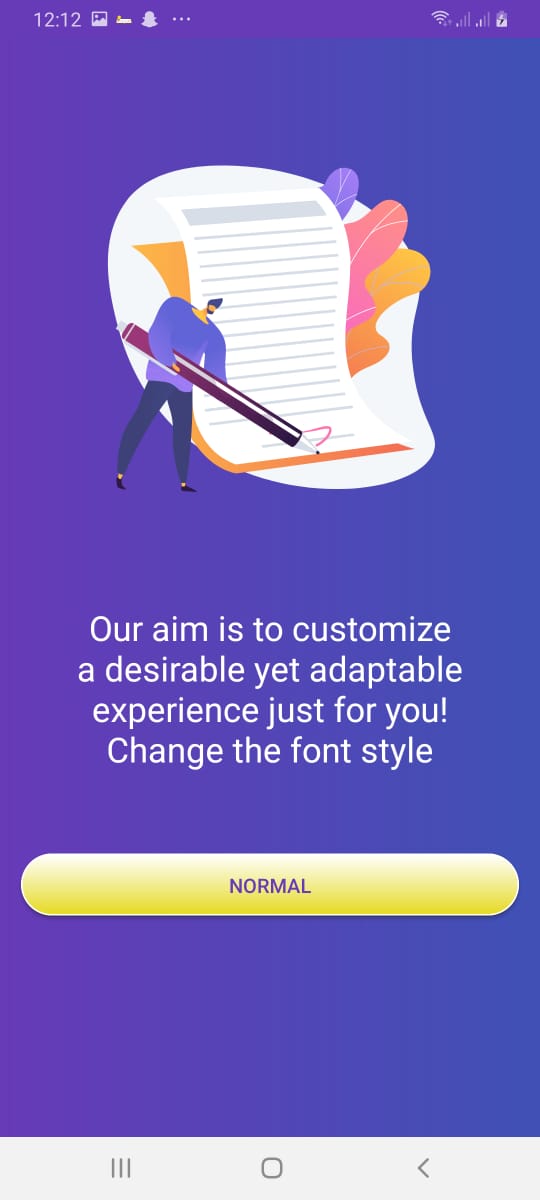 12:12
Our aim is to customize
a desirable yet adaptable
experience just for you!
Change the font style
NORMAL